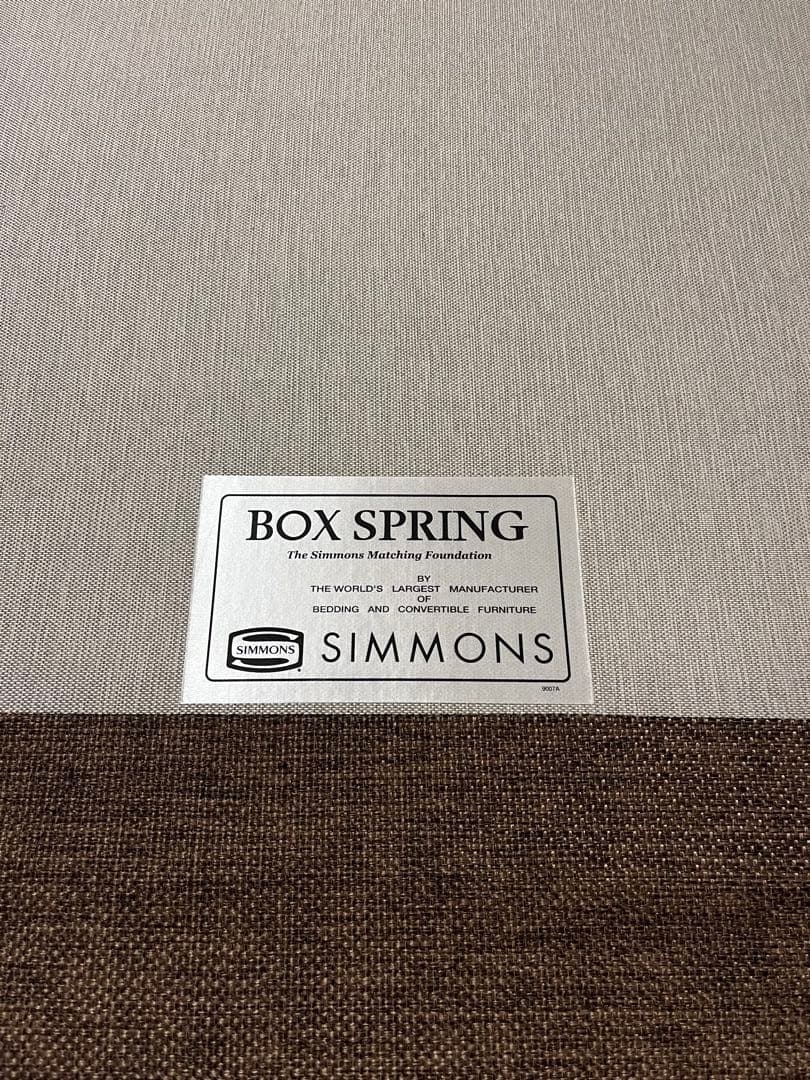 BOX SPRING
The Simmons Matching Foundation
BY
THE WORLD'S LARGEST MANUFACTURER
OF
BEDDING AND CONVERTIBLE FURNITURE
SIMMONS SIMMONS
9007A